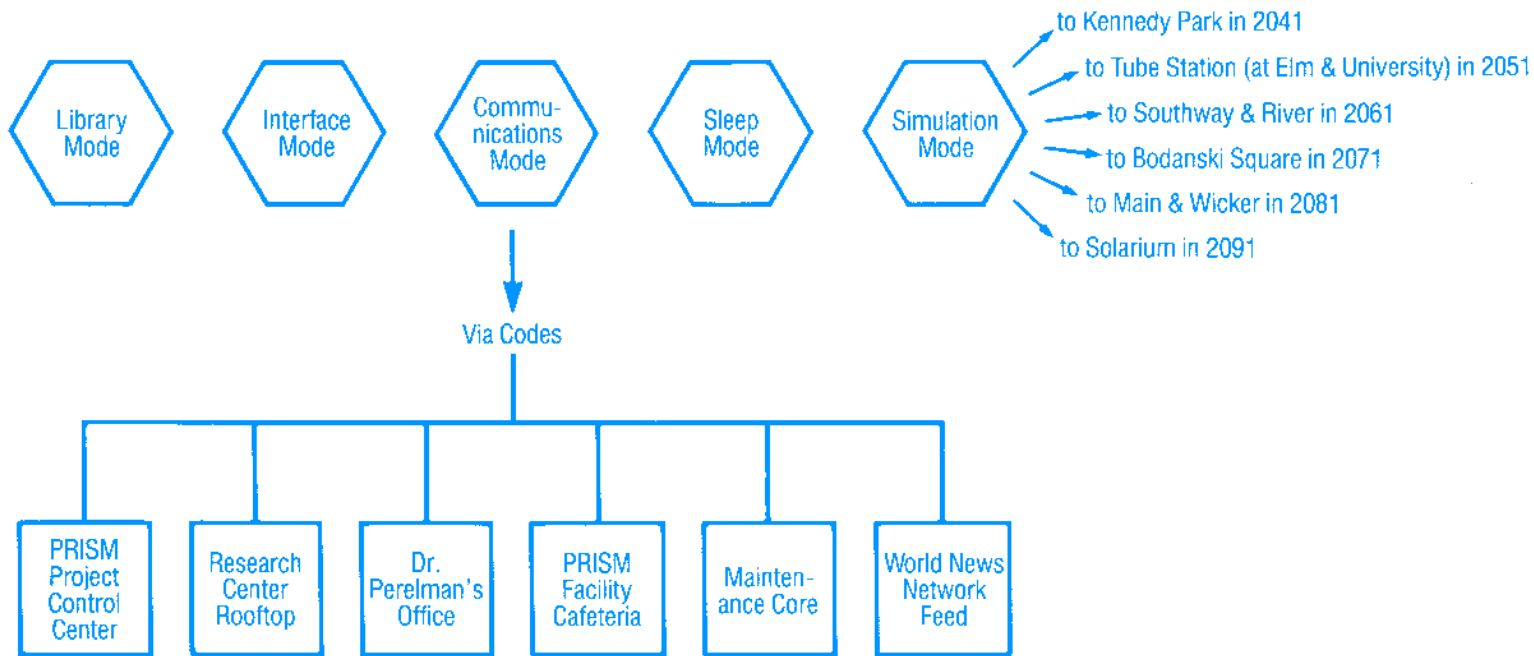 Library
Mode
Interface
Mode
Commu-
nications
Mode
Sleep
Mode
Simulation
Mode
to Kennedy Park in 2041
to Tube Station (at Elm & University) in 2051
to Southway & River in 2061
to Bodanski Square in 2071
to Main & Wicker in 2081
to Solarium in 2091
Via Codes
PRISM
Project
Control
Center
Research
Center
Rooftop
Dr.
Perelman's
Office
PRISM
Facility
Cafeteria
Mainten-
ance Core
World News
Network
Feed